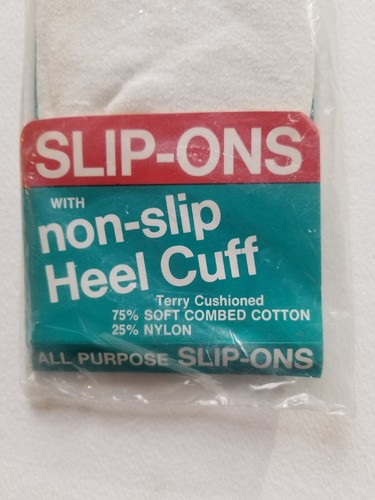 SLIP-ONS
WITH
non-slip
Heel Cuff
Terry Cushioned
75% SOFT COMBED COTTON
25% NYLON
ALL PURPOSE SLIP-ONS